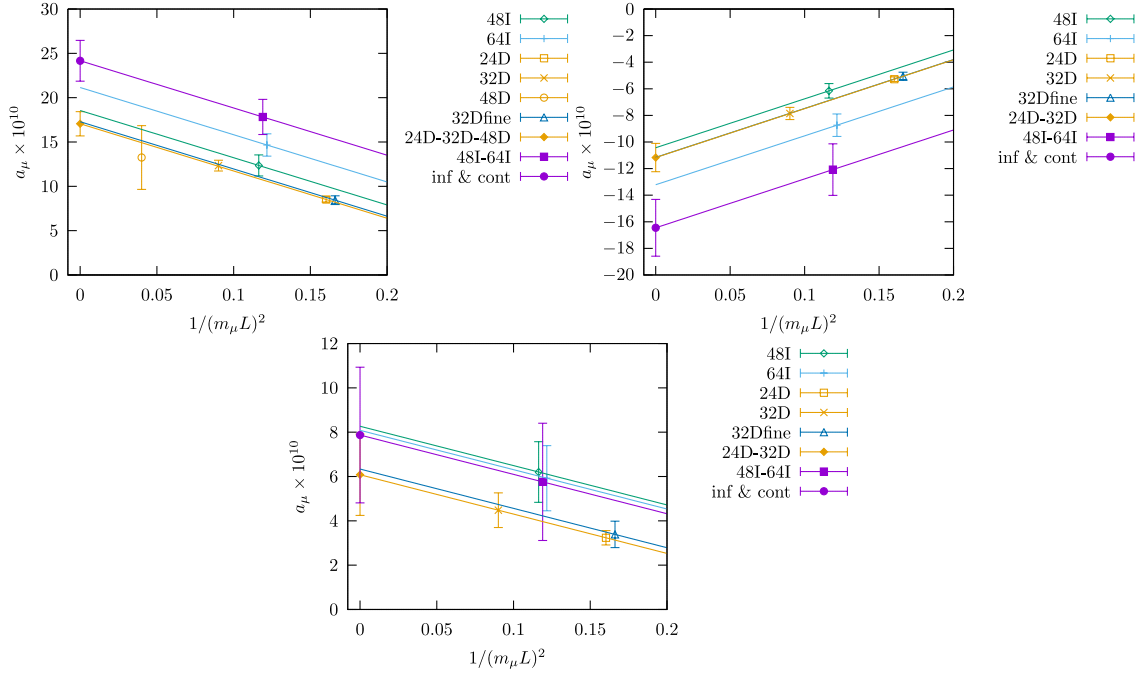 30
25
20
15
10
5
0
a_μ × 10^10
0 0.05 0.1 0.15 0.2
1/(m_μL)^2
48I
64I
24D
32D
48D
32Dfine
24D-32D-48D
48I-64I
inf & cont
−0
−2
−4
−6
−8
−10
−12
−14
−16
−18
−20
a_μ × 10^10
0 0.05 0.1 0.15 0.2
1/(m_μL)^2
48I
64I
24D
32D
32Dfine
24D-32D
48I-64I
inf & cont
12
10
8
6
4
2
0
a_μ × 10^10
0 0.05 0.1 0.15 0.2
1/(m_μL)^2
48I
64I
24D
32D
32Dfine
24D-32D
48I-64I
inf & cont